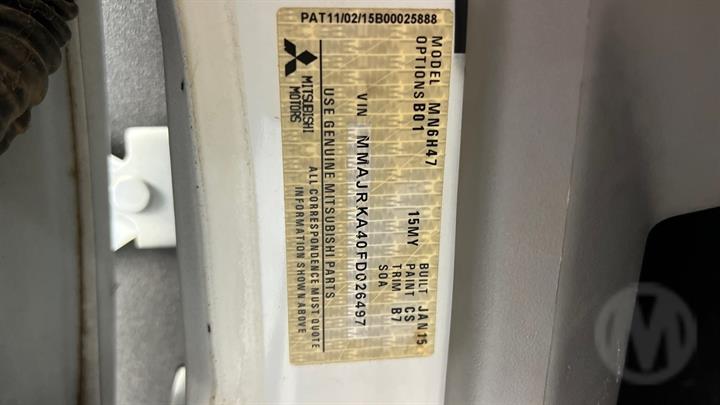 PAT11/02/15B00025888
MODEL MN6H47
OPTIONS B01
15MY
BUILT JAN15
PAINT CS
TRIM B7
SOA
VIN MMAJRKA40FD026497
MITSUBISHI
MOTORS
USE GENUINE MITSUBISHI PARTS
ALL CORRESPONDENCE MUST QUOTE
INFORMATION SHOWN ABOVE
M